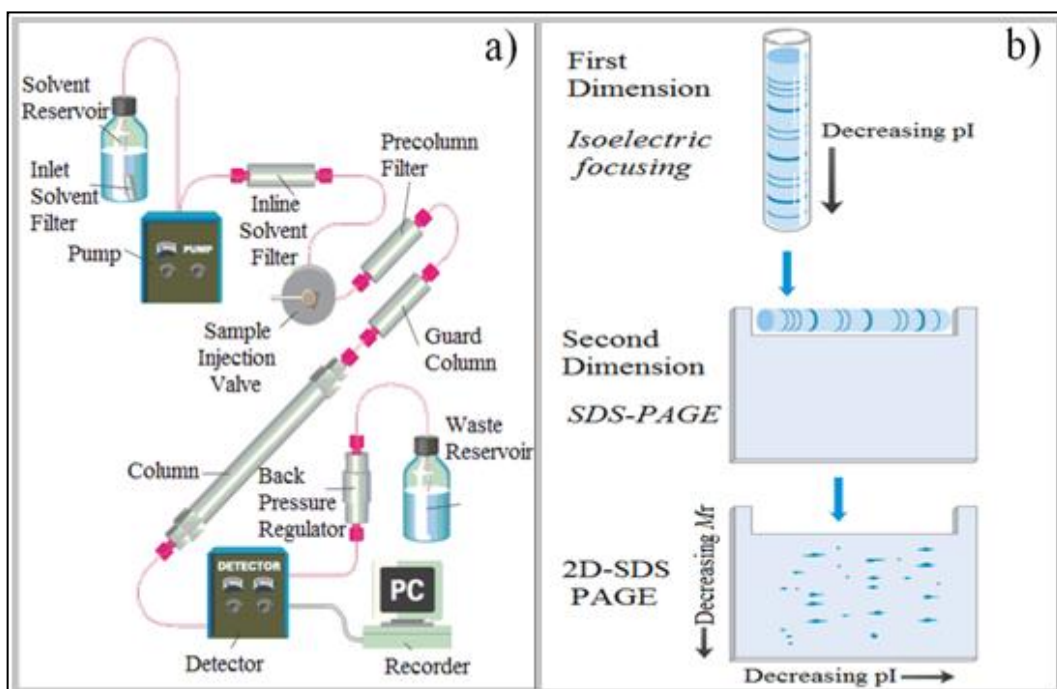 a)
Solvent
Reservoir
Inlet
Solvent
Filter
Pump
PUMP
Inline
Solvent
Filter
Precolumn
Filter
Sample
Injection
Valve
Guard
Column
Column
Back
Pressure
Regulator
Waste
Reservoir
DETECTOR
Detector
PC
Recorder
b)
First
Dimension
Isoelectric
focusing
Decreasing pI
Second
Dimension
SDS-PAGE
2D-SDS
PAGE
Decreasing Mr
Decreasing pI